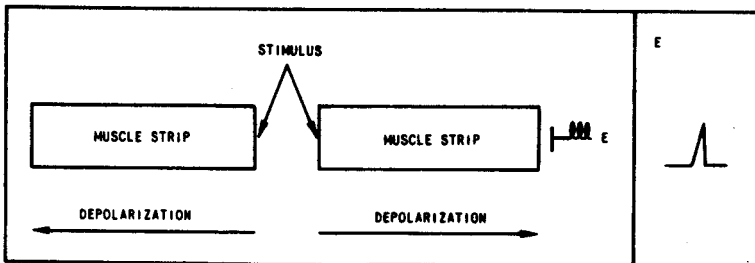 STIMULUS
MUSCLE STRIP
MUSCLE STRIP
E
DEPOLARIZATION
DEPOLARIZATION
E